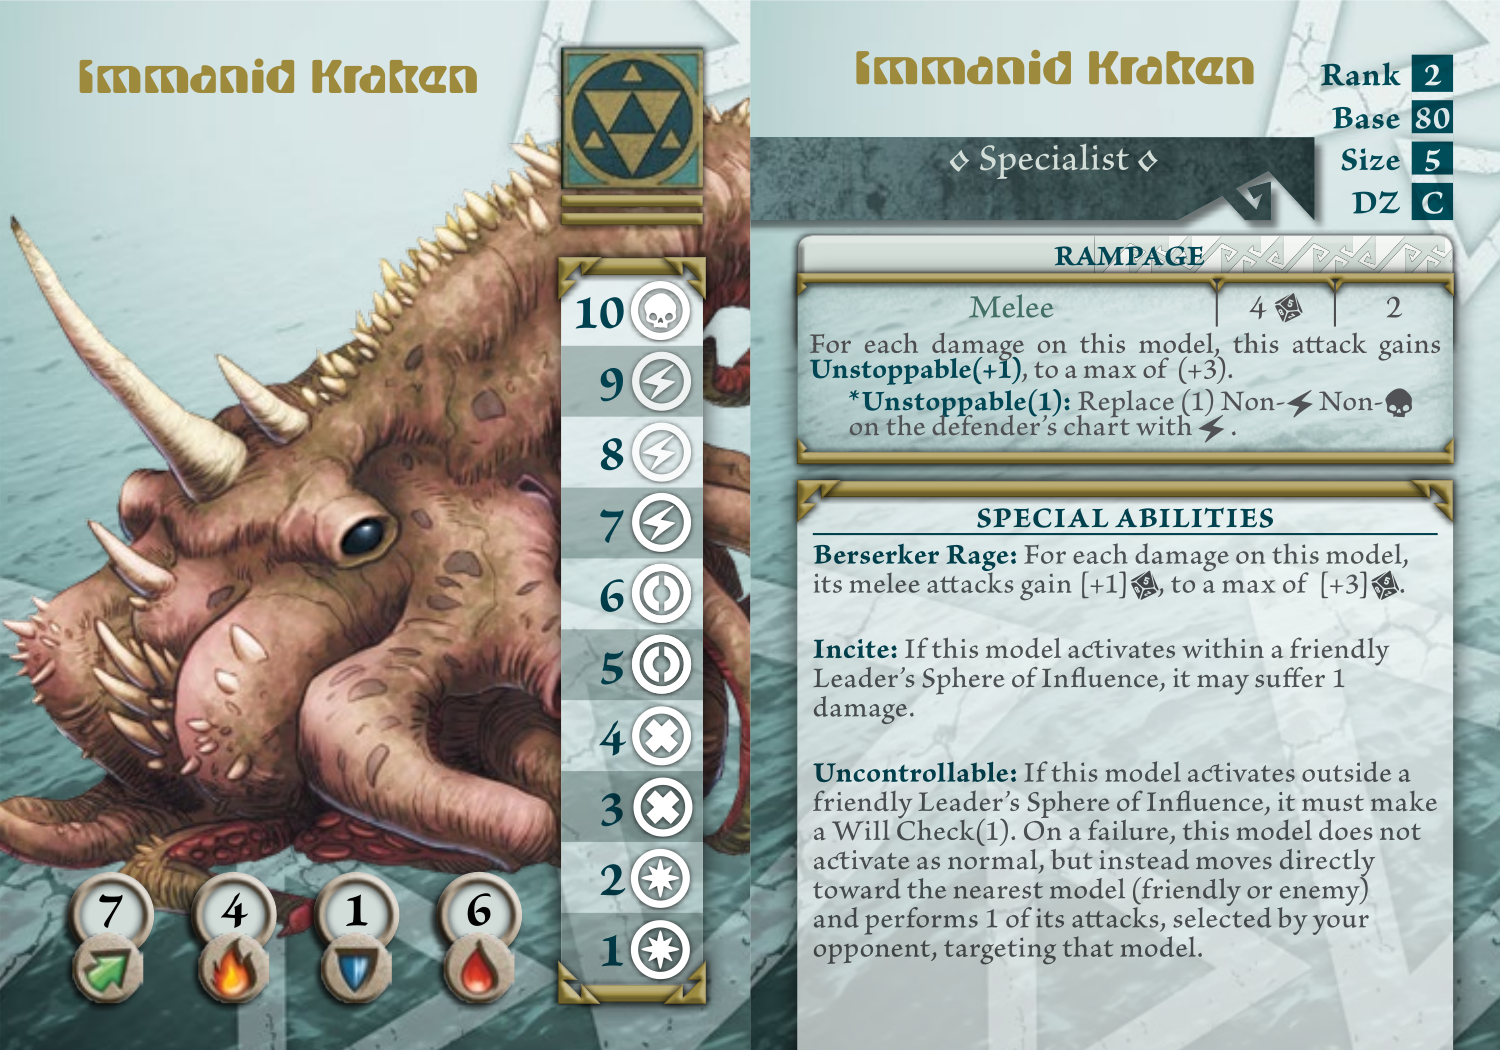 Immanid Kraken
10
9
8
7
6
5
4
3
2
1
7 4 1 6
Immanid Kraken
Rank 2
Base 80
Size 5
DZ C
Specialist
RAMPAGE
Melee 4 2
For each damage on this model, this attack gains
Unstoppable(+1), to a max of (+3).
*Unstoppable(1): Replace (1) Non- Non-
on the defender's chart with .
SPECIAL ABILITIES
Berserker Rage: For each damage on this model,
its melee attacks gain [+1] , to a max of [+3] .
Incite: If this model activates within a friendly
Leader's Sphere of Influence, it may suffer 1
damage.
Uncontrollable: If this model activates outside a
friendly Leader's Sphere of Influence, it must make
a Will Check(1). On a failure, this model does not
activate as normal, but instead moves directly
toward the nearest model (friendly or enemy)
and performs 1 of its attacks, selected by your
opponent, targeting that model.